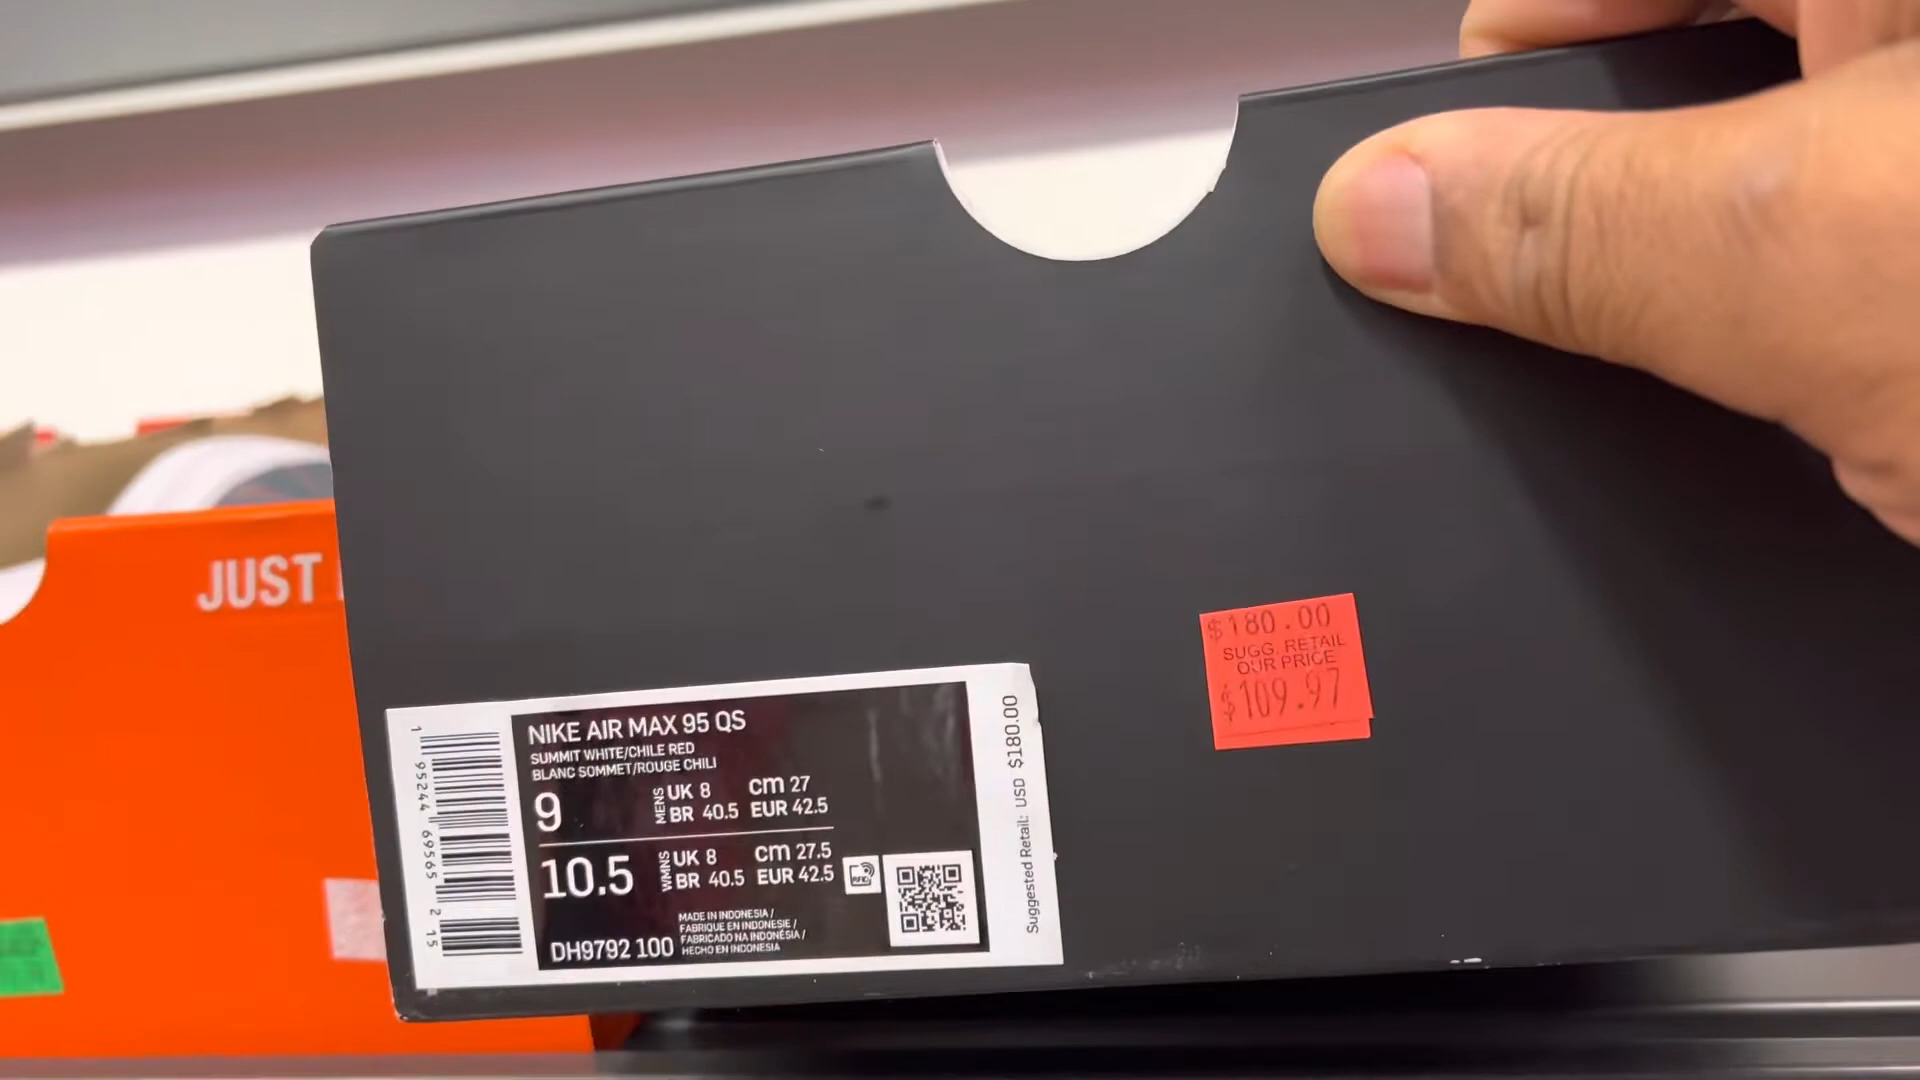 JUST
$180.00
SUGG. RETAIL
OUR PRICE
$109.97
NIKE AIR MAX 95 QS
SUMMIT WHITE/CHILE RED
BLANC SOMMET/ROUGE CHILI
9 MENS UK 8 cm 27
BR 40.5 EUR 42.5
10.5 WMNS UK 8 cm 27.5
BR 40.5 EUR 42.5
MADE IN INDONESIA /
FABRIQUE EN INDONESIE /
FABRICADO NA INDONÉSIA /
HECHO EN INDONESIA
DH9792 100
1 95244 69565 2 15
Suggested Retail: USD $180.00